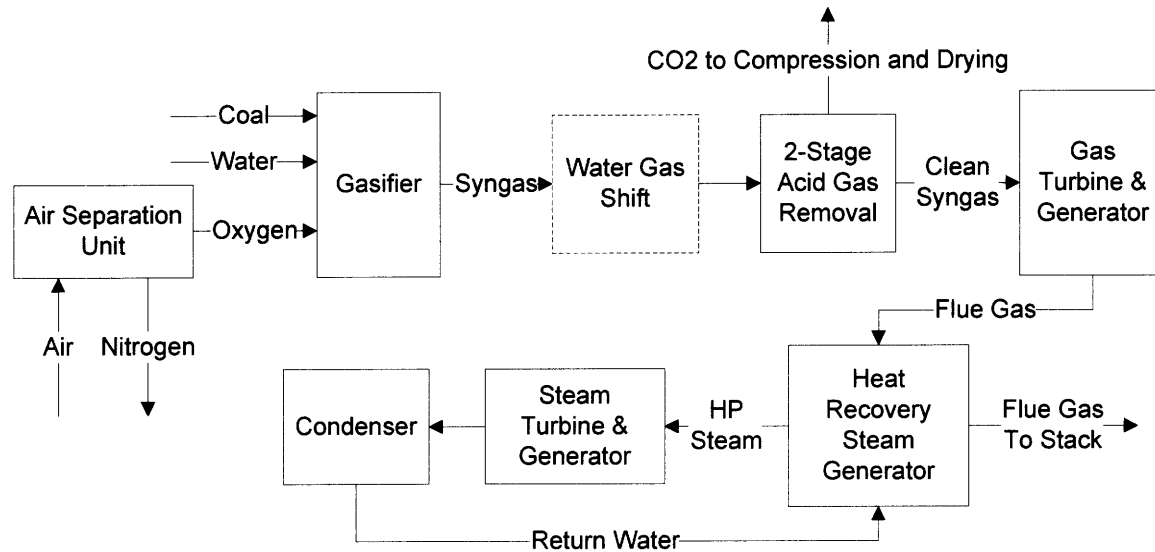 CO2 to Compression and Drying
Coal
Water
Oxygen
Air Separation
Unit
Air
Nitrogen
Gasifier
Syngas
Water Gas
Shift
2-Stage
Acid Gas
Removal
Clean
Syngas
Gas
Turbine &
Generator
Flue Gas
Heat
Recovery
Steam
Generator
Flue Gas
To Stack
HP
Steam
Steam
Turbine &
Generator
Condenser
Return Water